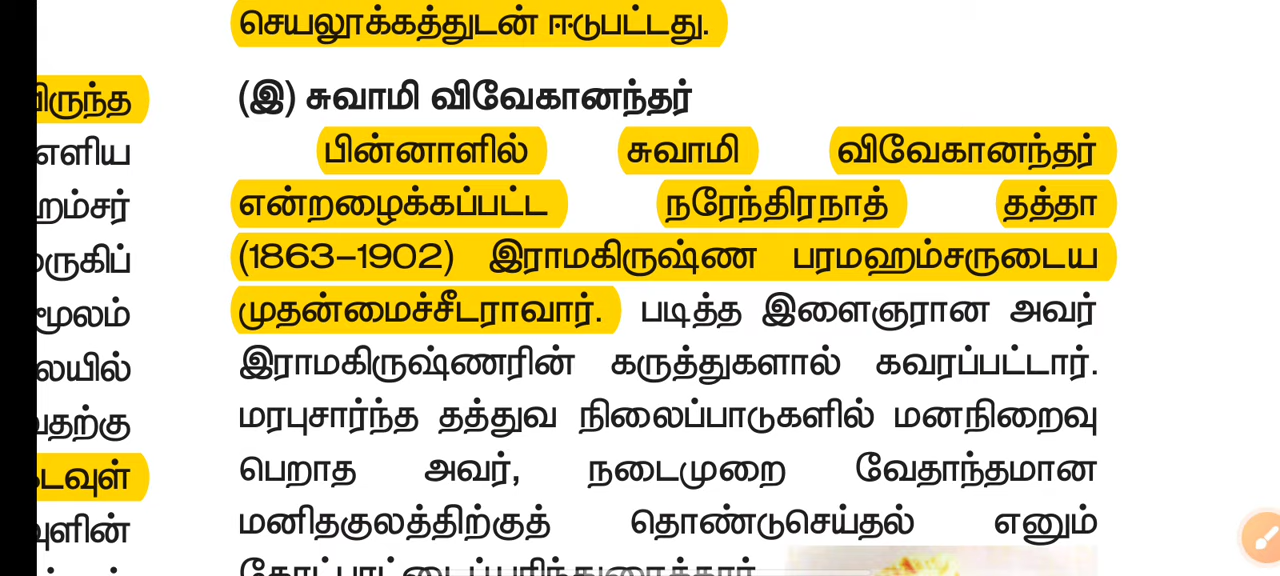 செயலூக்கத்துடன் ஈடுபட்டது.
(இ) சுவாமி விவேகானந்தர்
பின்னாளில் சுவாமி விவேகானந்தர்
என்றழைக்கப்பட்ட நரேந்திரநாத் தத்தா
(1863–1902) இராமகிருஷ்ண பரமஹம்சருடைய
முதன்மைச்சீடராவார். படித்த இளைஞரான அவர்
இராமகிருஷ்ணரின் கருத்துகளால் கவரப்பட்டார்.
மரபுசார்ந்த தத்துவ நிலைப்பாடுகளில் மனநிறைவு
பெறாத அவர், நடைமுறை வேதாந்தமான
மனிதகுலத்திற்குத் தொண்டுசெய்தல் எனும்
எளிய
மூலம்